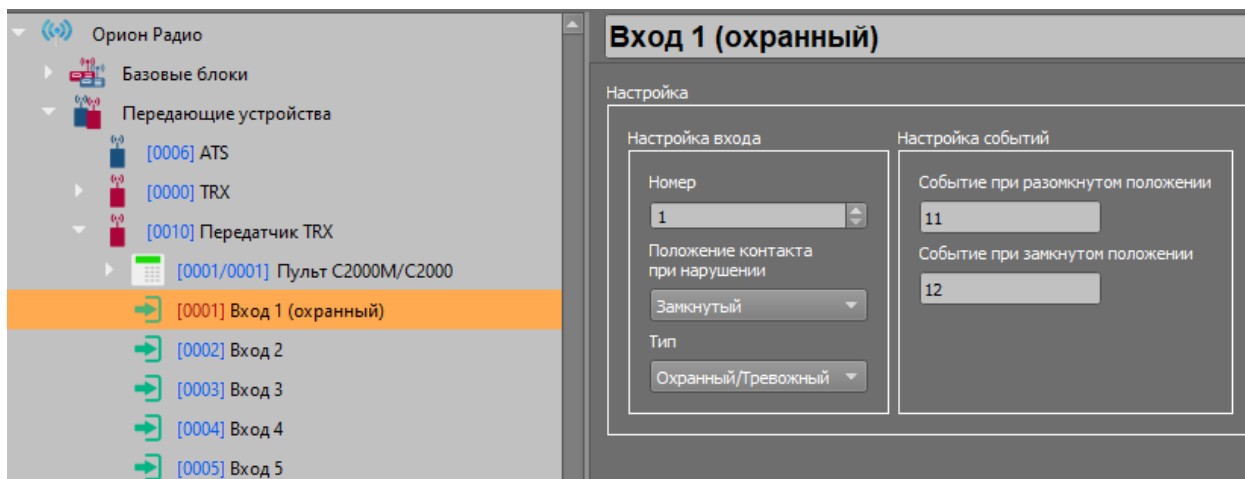 Орион Радио
Базовые блоки
Передающие устройства
[0006] ATS
[0000] TRX
[0010] Передатчик TRX
[0001/0001] Пульт С2000М/С2000
[0001] Вход 1 (охранный)
[0002] Вход 2
[0003] Вход 3
[0004] Вход 4
[0005] Вход 5
Вход 1 (охранный)
Настройка
Настройка входа
Номер
1
Положение контакта
при нарушении
Замкнутый
Тип
Охранный/Тревожный
Настройка событий
Событие при разомкнутом положении
11
Событие при замкнутом положении
12